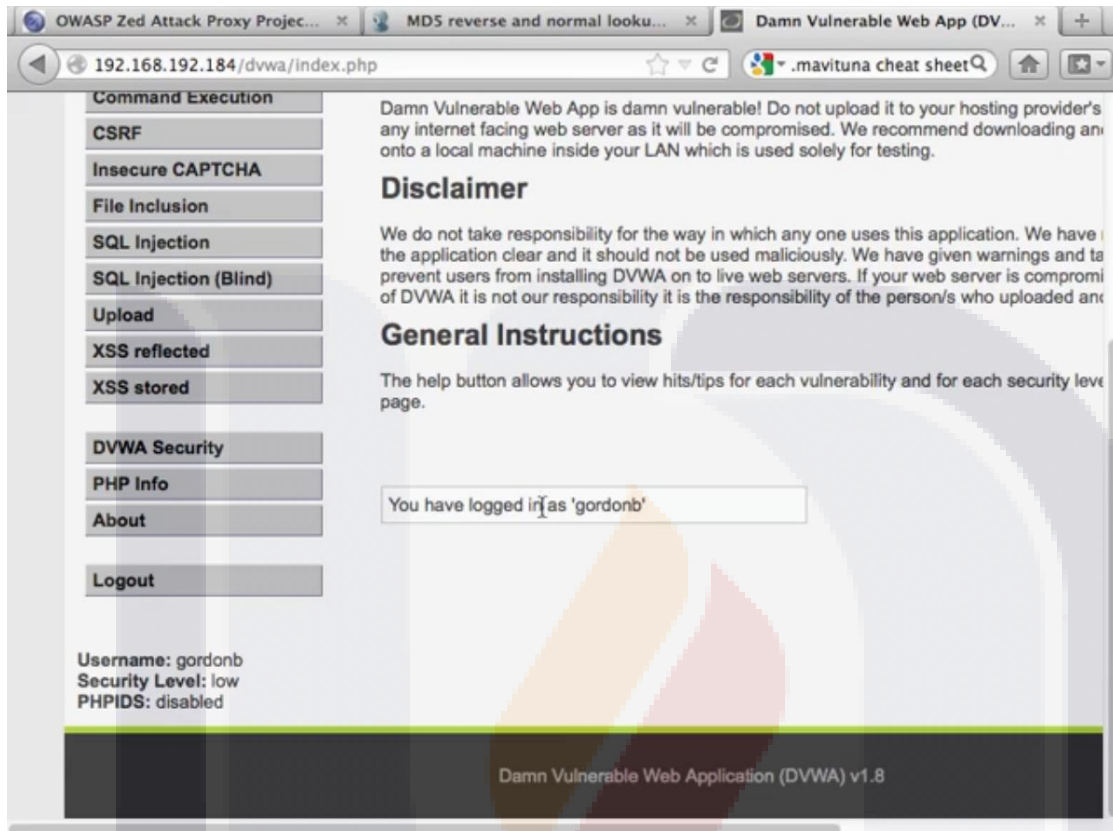 OWASP Zed Attack Proxy Projec...
MD5 reverse and normal looku...
Damn Vulnerable Web App (DV...
192.168.192.184/dvwa/index.php
.mavituna cheat sheet
Command Execution
CSRF
Insecure CAPTCHA
File Inclusion
SQL Injection
SQL Injection (Blind)
Upload
XSS reflected
XSS stored
DVWA Security
PHP Info
About
Logout
Username: gordonb
Security Level: low
PHPIDS: disabled
Damn Vulnerable Web App is damn vulnerable! Do not upload it to your hosting provider's
any internet facing web server as it will be compromised. We recommend downloading an
onto a local machine inside your LAN which is used solely for testing.
Disclaimer
We do not take responsibility for the way in which any one uses this application. We have
the application clear and it should not be used maliciously. We have given warnings and ta
prevent users from installing DVWA on to live web servers. If your web server is compromi
of DVWA it is not our responsibility it is the responsibility of the person/s who uploaded and
General Instructions
The help button allows you to view hits/tips for each vulnerability and for each security leve
page.
You have logged in as 'gordonb'
Damn Vulnerable Web Application (DVWA) v1.8